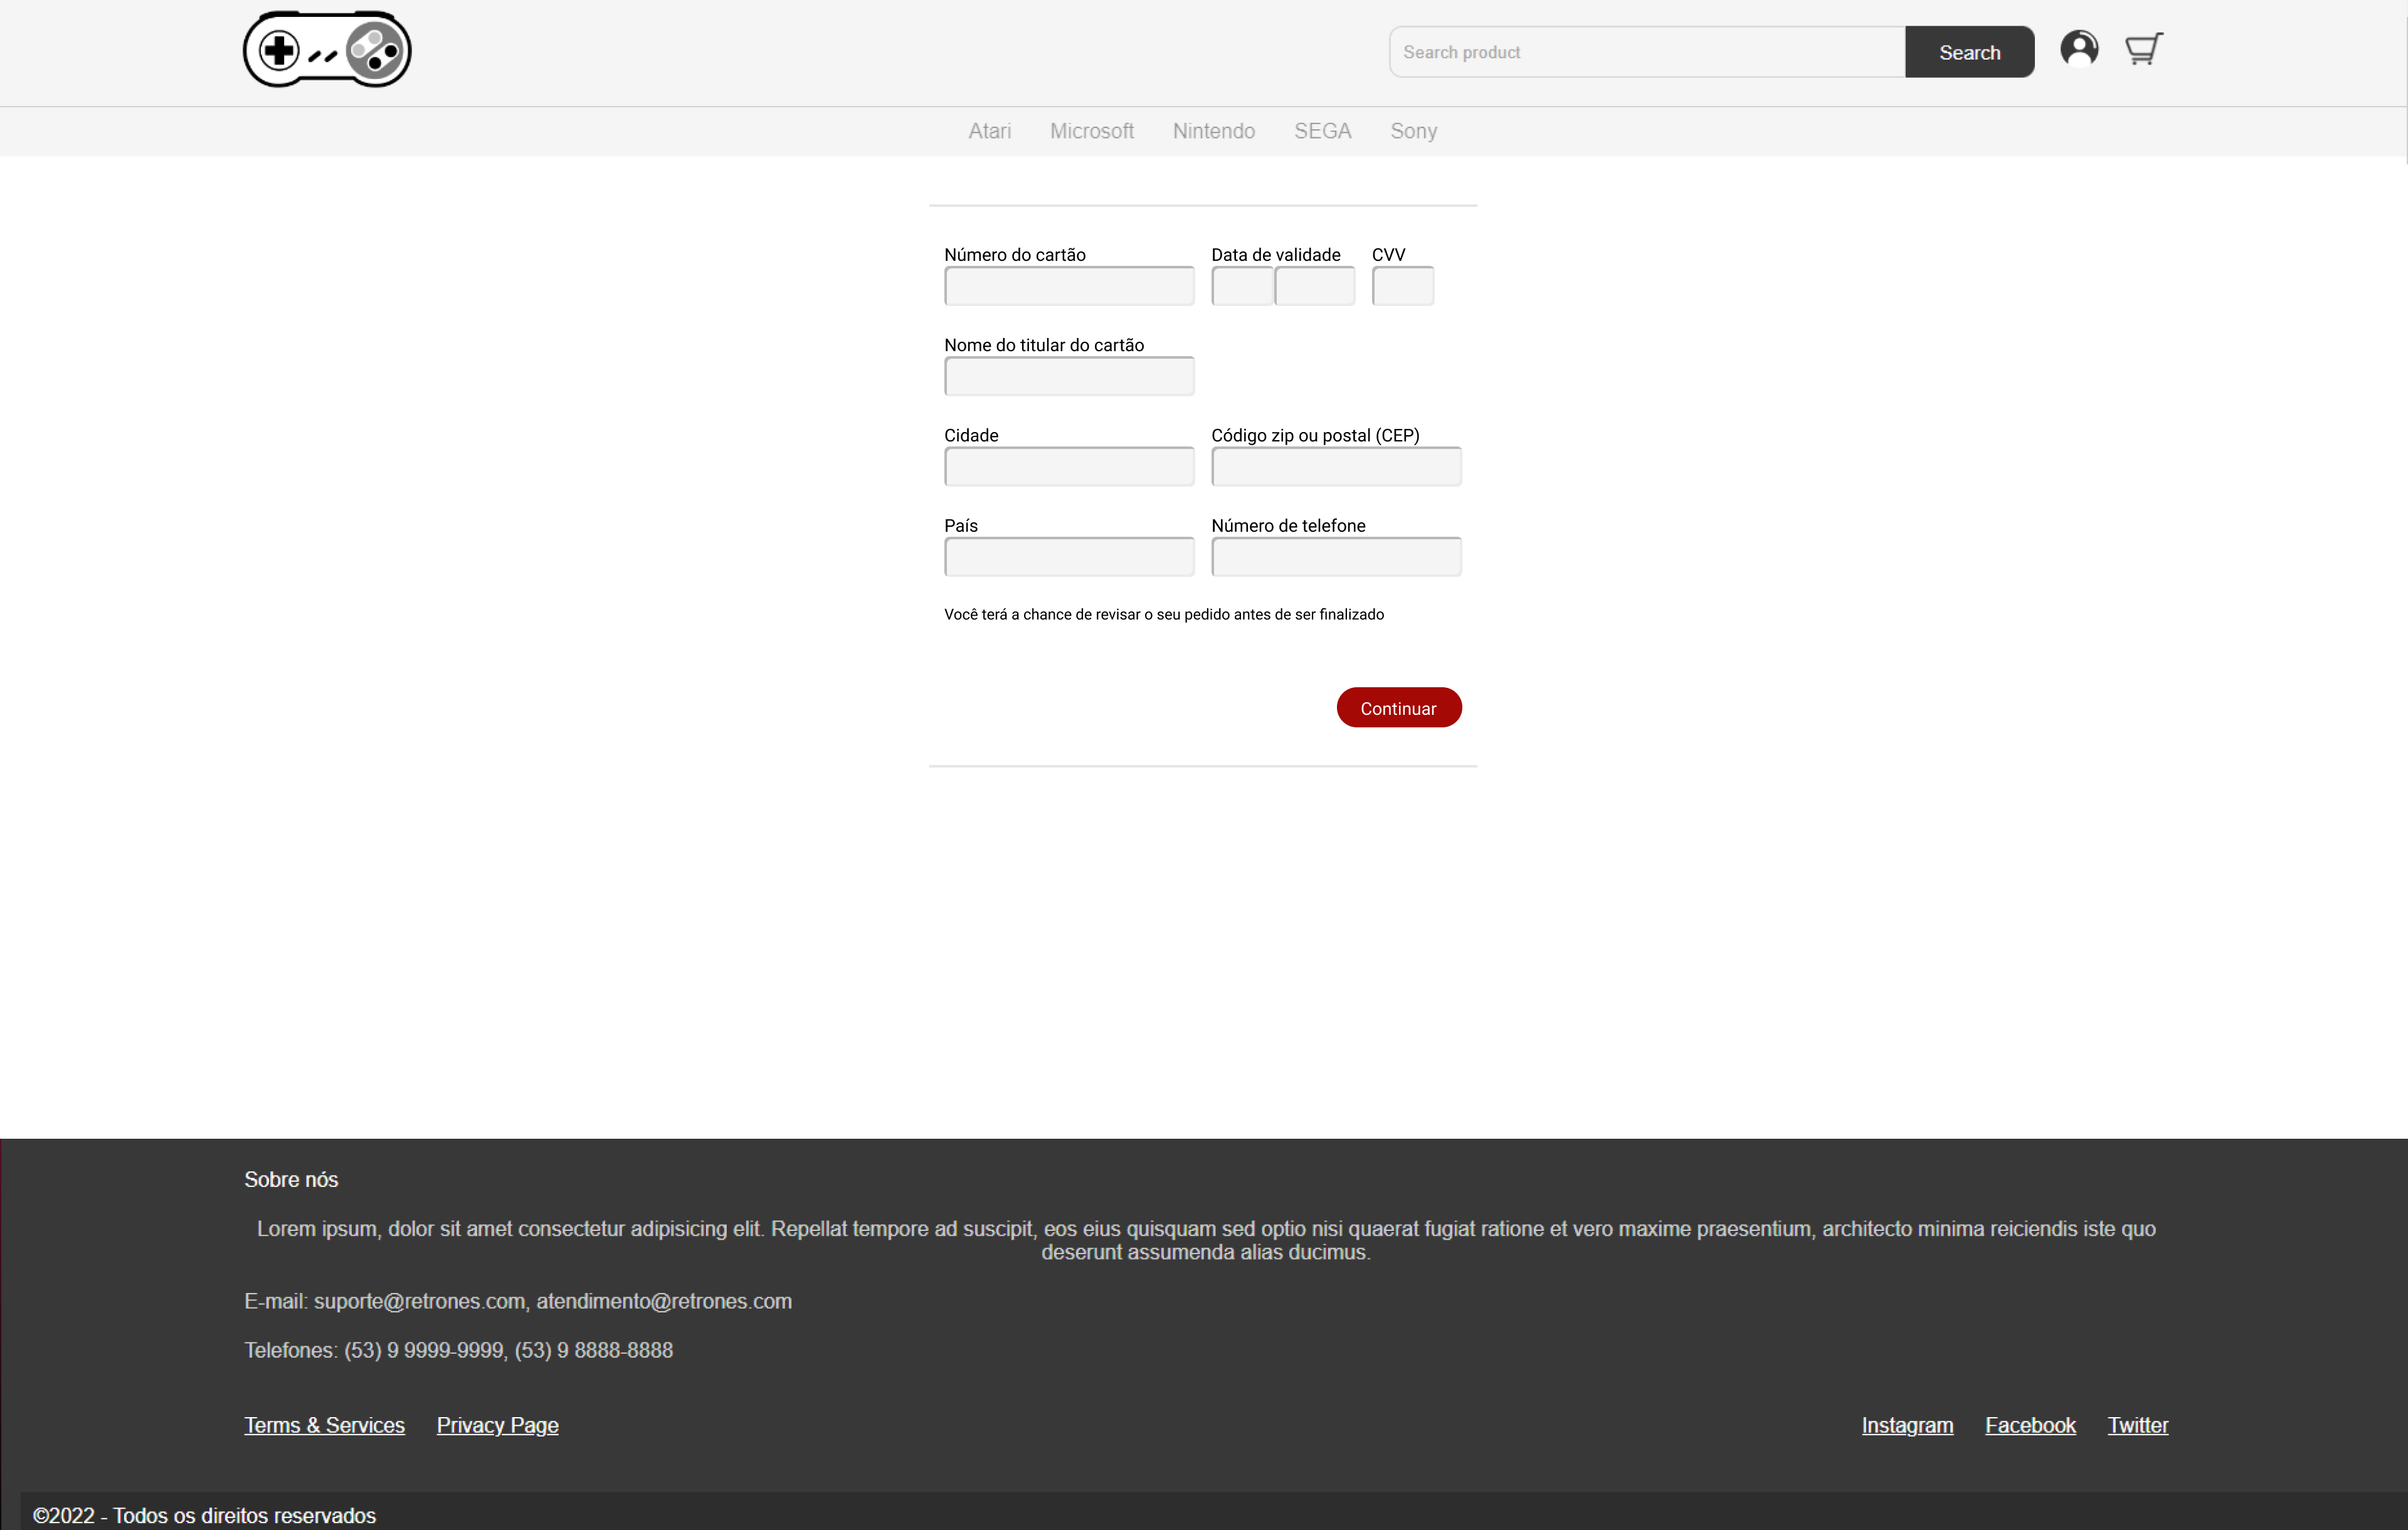 Search product
Search
Atari Microsoft Nintendo SEGA Sony
Número do cartão Data de validade CVV
Nome do titular do cartão
Cidade Código zip ou postal (CEP)
País Número de telefone
Você terá a chance de revisar o seu pedido antes de ser finalizado
Continuar
Sobre nós
Lorem ipsum, dolor sit amet consectetur adipisicing elit. Repellat tempore ad suscipit, eos eius quisquam sed optio nisi quaerat fugiat ratione et vero maxime praesentium, architecto minima reiciendis iste quo
deserunt assumenda alias ducimus.
E-mail: suporte@retrones.com, atendimento@retrones.com
Telefones: (53) 9 9999-9999, (53) 9 8888-8888
Terms & Services Privacy Page Instagram Facebook Twitter
©2022 - Todos os direitos reservados